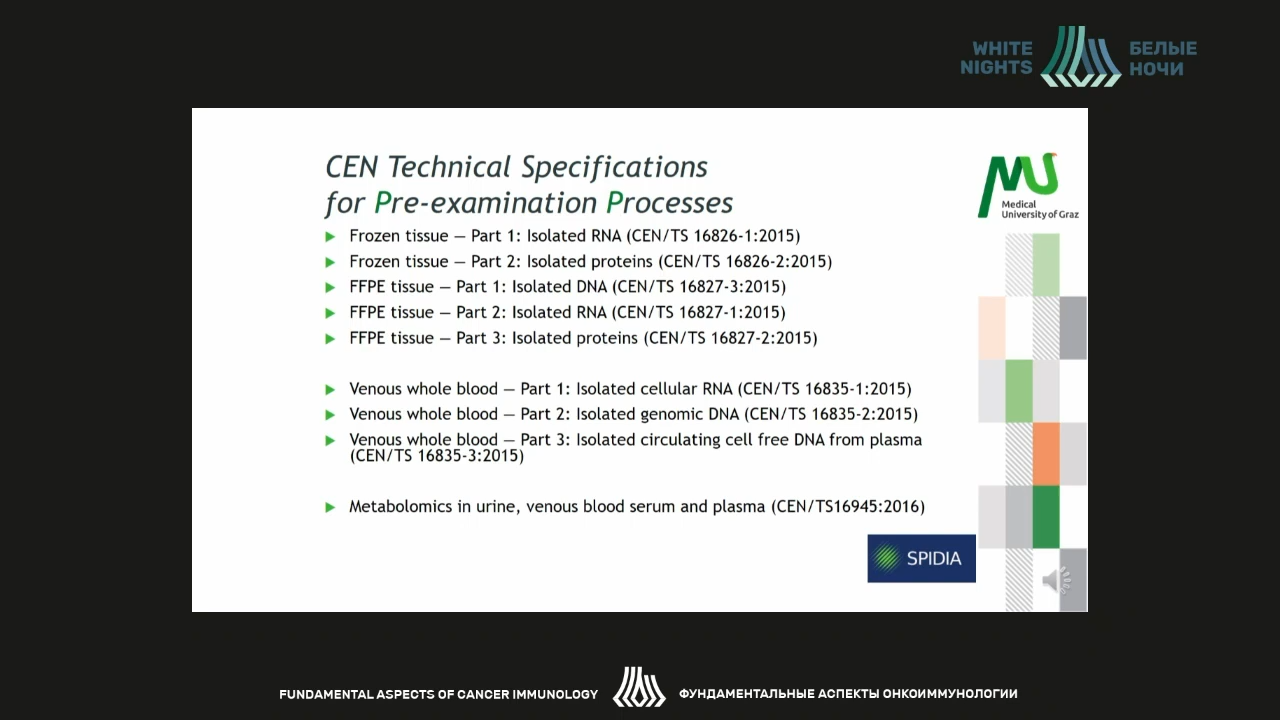 WHITE
NIGHTS
БЕЛЫЕ
НОЧИ
CEN Technical Specifications
for Pre-examination Processes
Medical
University of Graz
Frozen tissue — Part 1: Isolated RNA (CEN/TS 16826-1:2015)
Frozen tissue — Part 2: Isolated proteins (CEN/TS 16826-2:2015)
FFPE tissue — Part 1: Isolated DNA (CEN/TS 16827-3:2015)
FFPE tissue — Part 2: Isolated RNA (CEN/TS 16827-1:2015)
FFPE tissue — Part 3: Isolated proteins (CEN/TS 16827-2:2015)
Venous whole blood — Part 1: Isolated cellular RNA (CEN/TS 16835-1:2015)
Venous whole blood — Part 2: Isolated genomic DNA (CEN/TS 16835-2:2015)
Venous whole blood — Part 3: Isolated circulating cell free DNA from plasma
(CEN/TS 16835-3:2015)
Metabolomics in urine, venous blood serum and plasma (CEN/TS16945:2016)
SPIDIA
FUNDAMENTAL ASPECTS OF CANCER IMMUNOLOGY
ФУНДАМЕНТАЛЬНЫЕ АСПЕКТЫ ОНКОИММУНОЛОГИИ